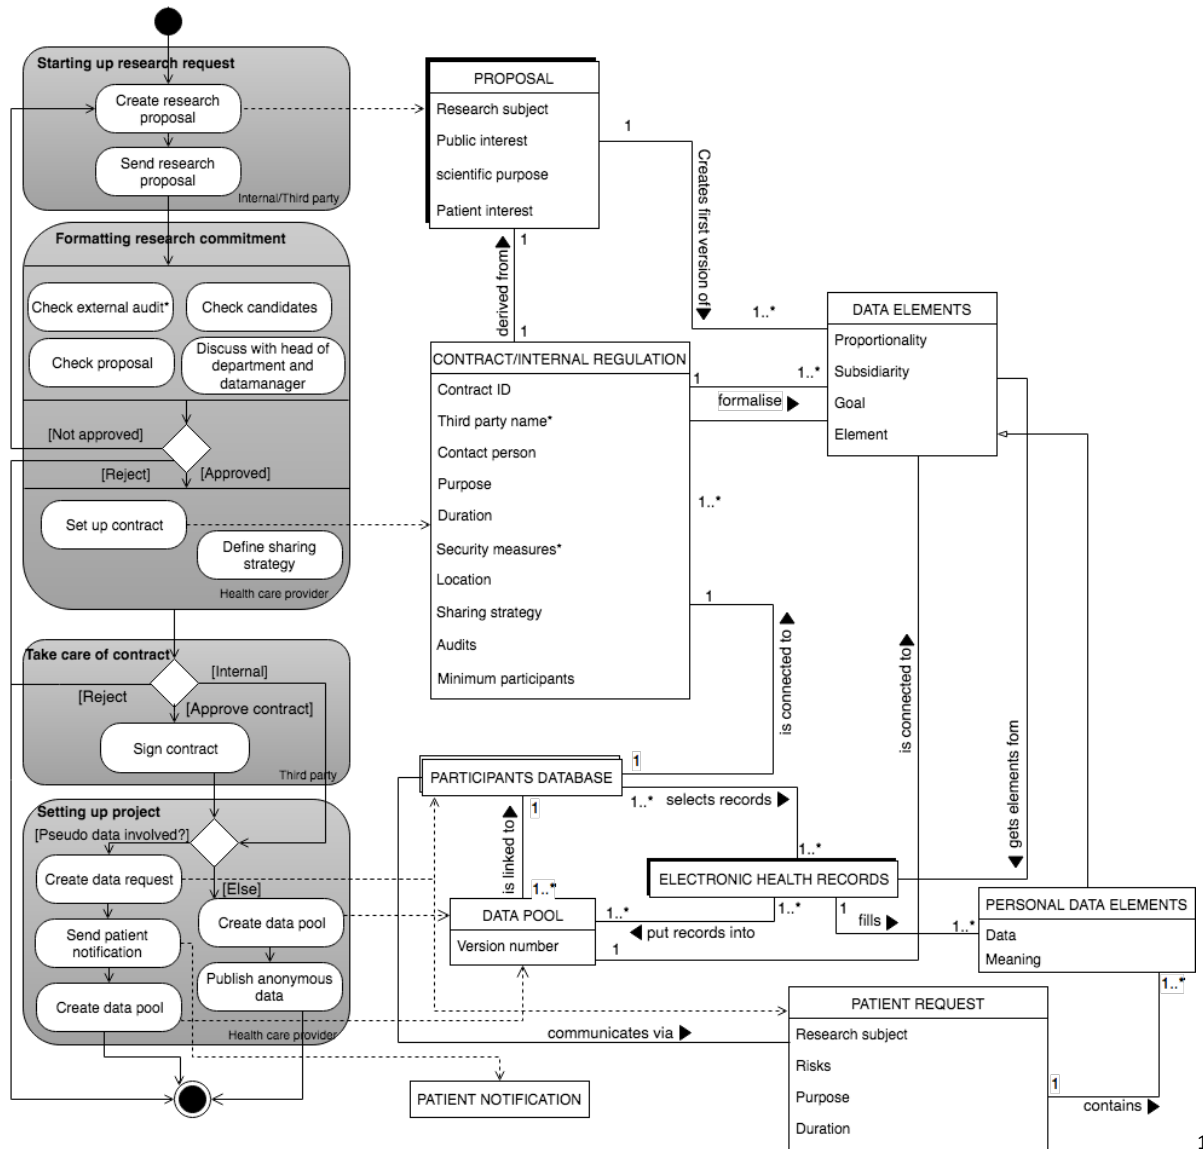 Starting up research request
Create research
proposal
Send research
proposal
Internal/Third party
Formatting research commitment
Check external audit*
Check candidates
Check proposal
Discuss with head of
department and
datamanager
[Not approved]
[Reject]
[Approved]
Set up contract
Define sharing
strategy
Health care provider
Take care of contract
[Internal]
[Reject
[Approve contract]
Sign contract
Third party
Setting up project
[Pseudo data involved?]
Create data request
[Else]
Send patient
notification
Create data pool
Create data pool
Publish anonymous
data
Health care provider
PROPOSAL
Research subject
Public interest
scientific purpose
Patient interest
1
Creates first version of
1..*
1
derived from
1
CONTRACT/INTERNAL REGULATION
Contract ID
Third party name*
Contact person
Purpose
Duration
Security measures*
Location
Sharing strategy
Audits
Minimum participants
1
1..*
formalise
1..*
1
is connected to
1
DATA ELEMENTS
Proportionality
Subsidiarity
Goal
Element
is connected to
gets elements fom
PARTICIPANTS DATABASE
1..*
selects records
1..*
1
is linked to
1..*
ELECTRONIC HEALTH RECORDS
DATA POOL
Version number
1..*
1..*
put records into
1
1
fills
1..*
PERSONAL DATA ELEMENTS
Data
Meaning
1..*
PATIENT REQUEST
Research subject
Risks
Purpose
Duration
communicates via
1
contains
PATIENT NOTIFICATION
1